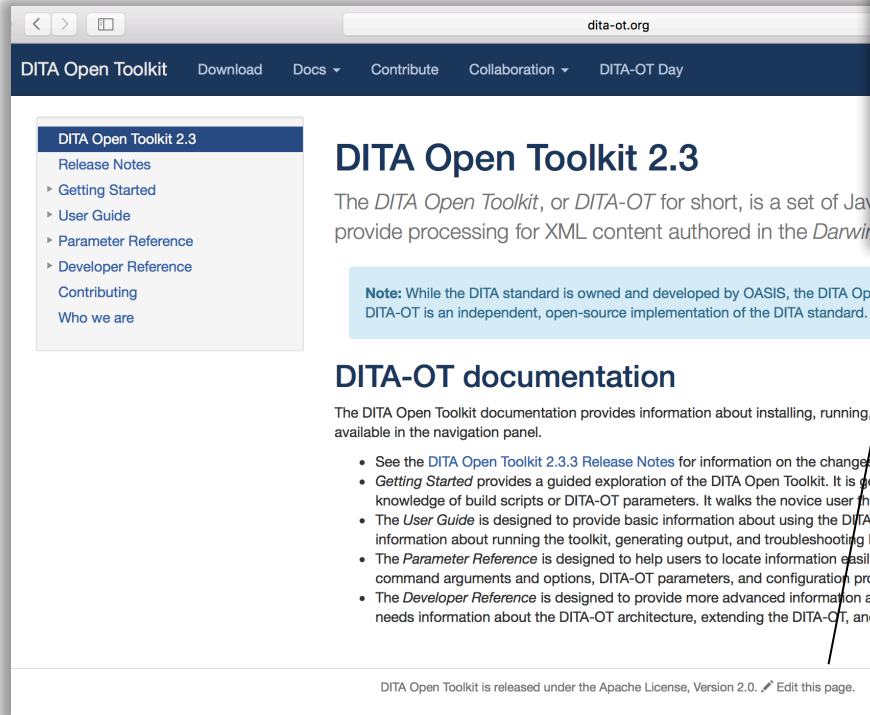 dita-ot.org
DITA Open Toolkit Download Docs Contribute Collaboration DITA-OT Day
DITA Open Toolkit 2.3
Release Notes
Getting Started
User Guide
Parameter Reference
Developer Reference
Contributing
Who we are
DITA Open Toolkit 2.3
The DITA Open Toolkit, or DITA-OT for short, is a set of
provide processing for XML content authored in the
Note: While the DITA standard is owned and developed by OASIS, the DITA
DITA-OT is an independent, open-source implementation of the DITA standard.
DITA-OT documentation
The DITA Open Toolkit documentation provides information about installing, running,
available in the navigation panel.
See the DITA Open Toolkit 2.3.3 Release Notes for information on the changes
Getting Started provides a guided exploration of the DITA Open Toolkit. It is
knowledge of build scripts or DITA-OT parameters. It walks the novice user
The User Guide is designed to provide basic information about using the
information about running the toolkit, generating output, and troubleshooting
The Parameter Reference is designed to help users to locate information
command arguments and options, DITA-OT parameters, and configuration
The Developer Reference is designed to provide more advanced information
needs information about the DITA-OT architecture, extending the DITA-OT,
DITA Open Toolkit is released under the Apache License, Version 2.0. Edit this page.